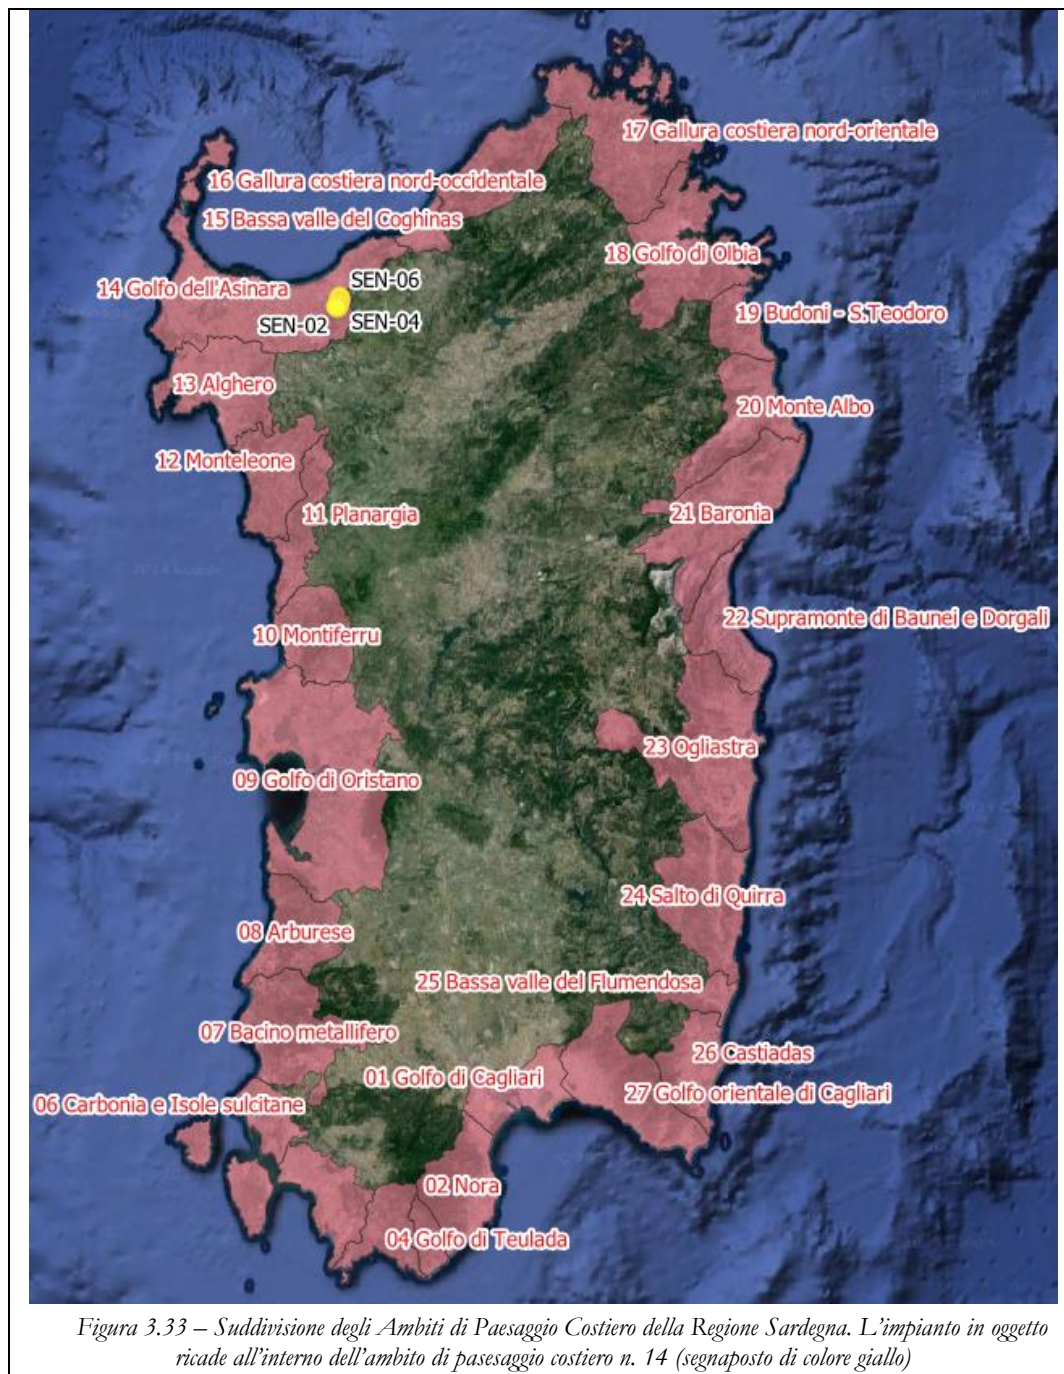 17 Gallura costiera nord-orientale
16 Gallura costiera nord-occidentale
15 Bassa valle del Coghinas
18 Golfo di Olbia
14 Golfo dell'Asinara
SEN-06
SEN-02
SEN-04
19 Budoni - S.Teodoro
13 Alghero
20 Monte Albo
12 Monteleone
11 Planargia
21 Baronia
22 Supramonte di Baunei e Dorgali
10 Montiferru
23 Ogliastra
09 Golfo di Oristano
24 Salto di Quirra
08 Arburese
25 Bassa valle del Flumendosa
07 Bacino metallifero
26 Castiadas
01 Golfo di Cagliari
27 Golfo orientale di Cagliari
06 Carbonia e Isole sulcitane
02 Nora
04 Golfo di Teulada
Figura 3.33 – Suddivisione degli Ambiti di Paesaggio Costiero della Regione Sardegna. L'impianto in oggetto
ricade all'interno dell'ambito di pasesaggio costiero n. 14 (segnaposto di colore giallo)